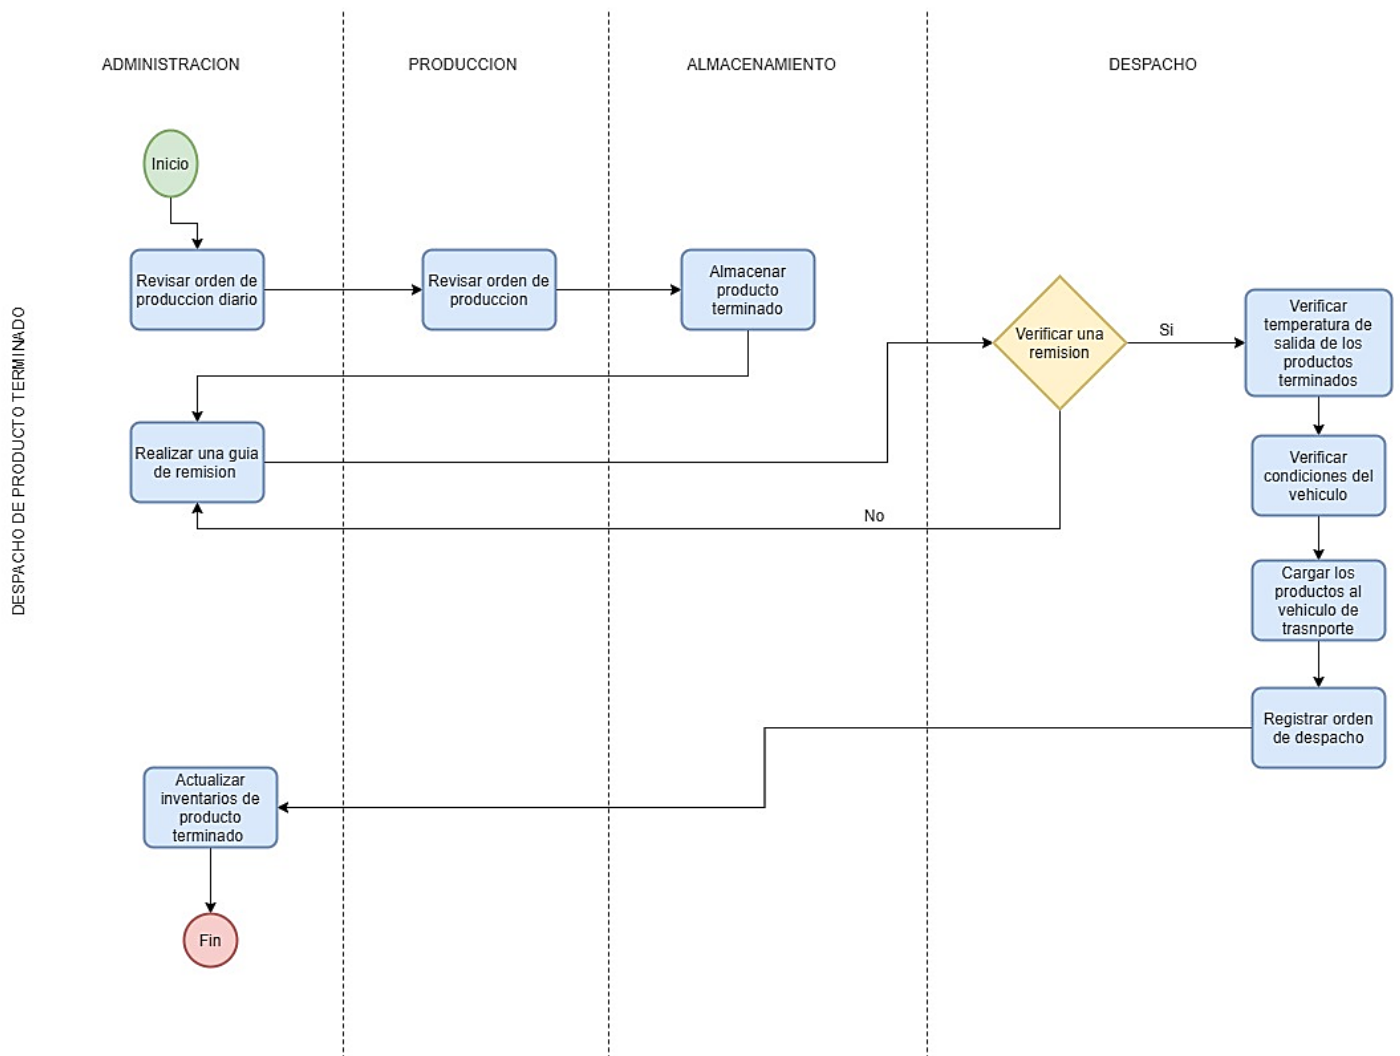 ADMINISTRACION
PRODUCCION
ALMACENAMIENTO
DESPACHO
DESPACHO DE PRODUCTO TERMINADO
Inicio
Revisar orden de
produccion diario
Revisar orden de
produccion
Almacenar
producto
terminado
Verificar una
remision
Si
Verificar
temperatura de
salida de los
productos
terminados
Realizar una guia
de remision
Verificar
condiciones del
vehiculo
No
Cargar los
productos al
vehiculo de
trasnporte
Registrar orden
de despacho
Actualizar
inventarios de
producto
terminado
Fin